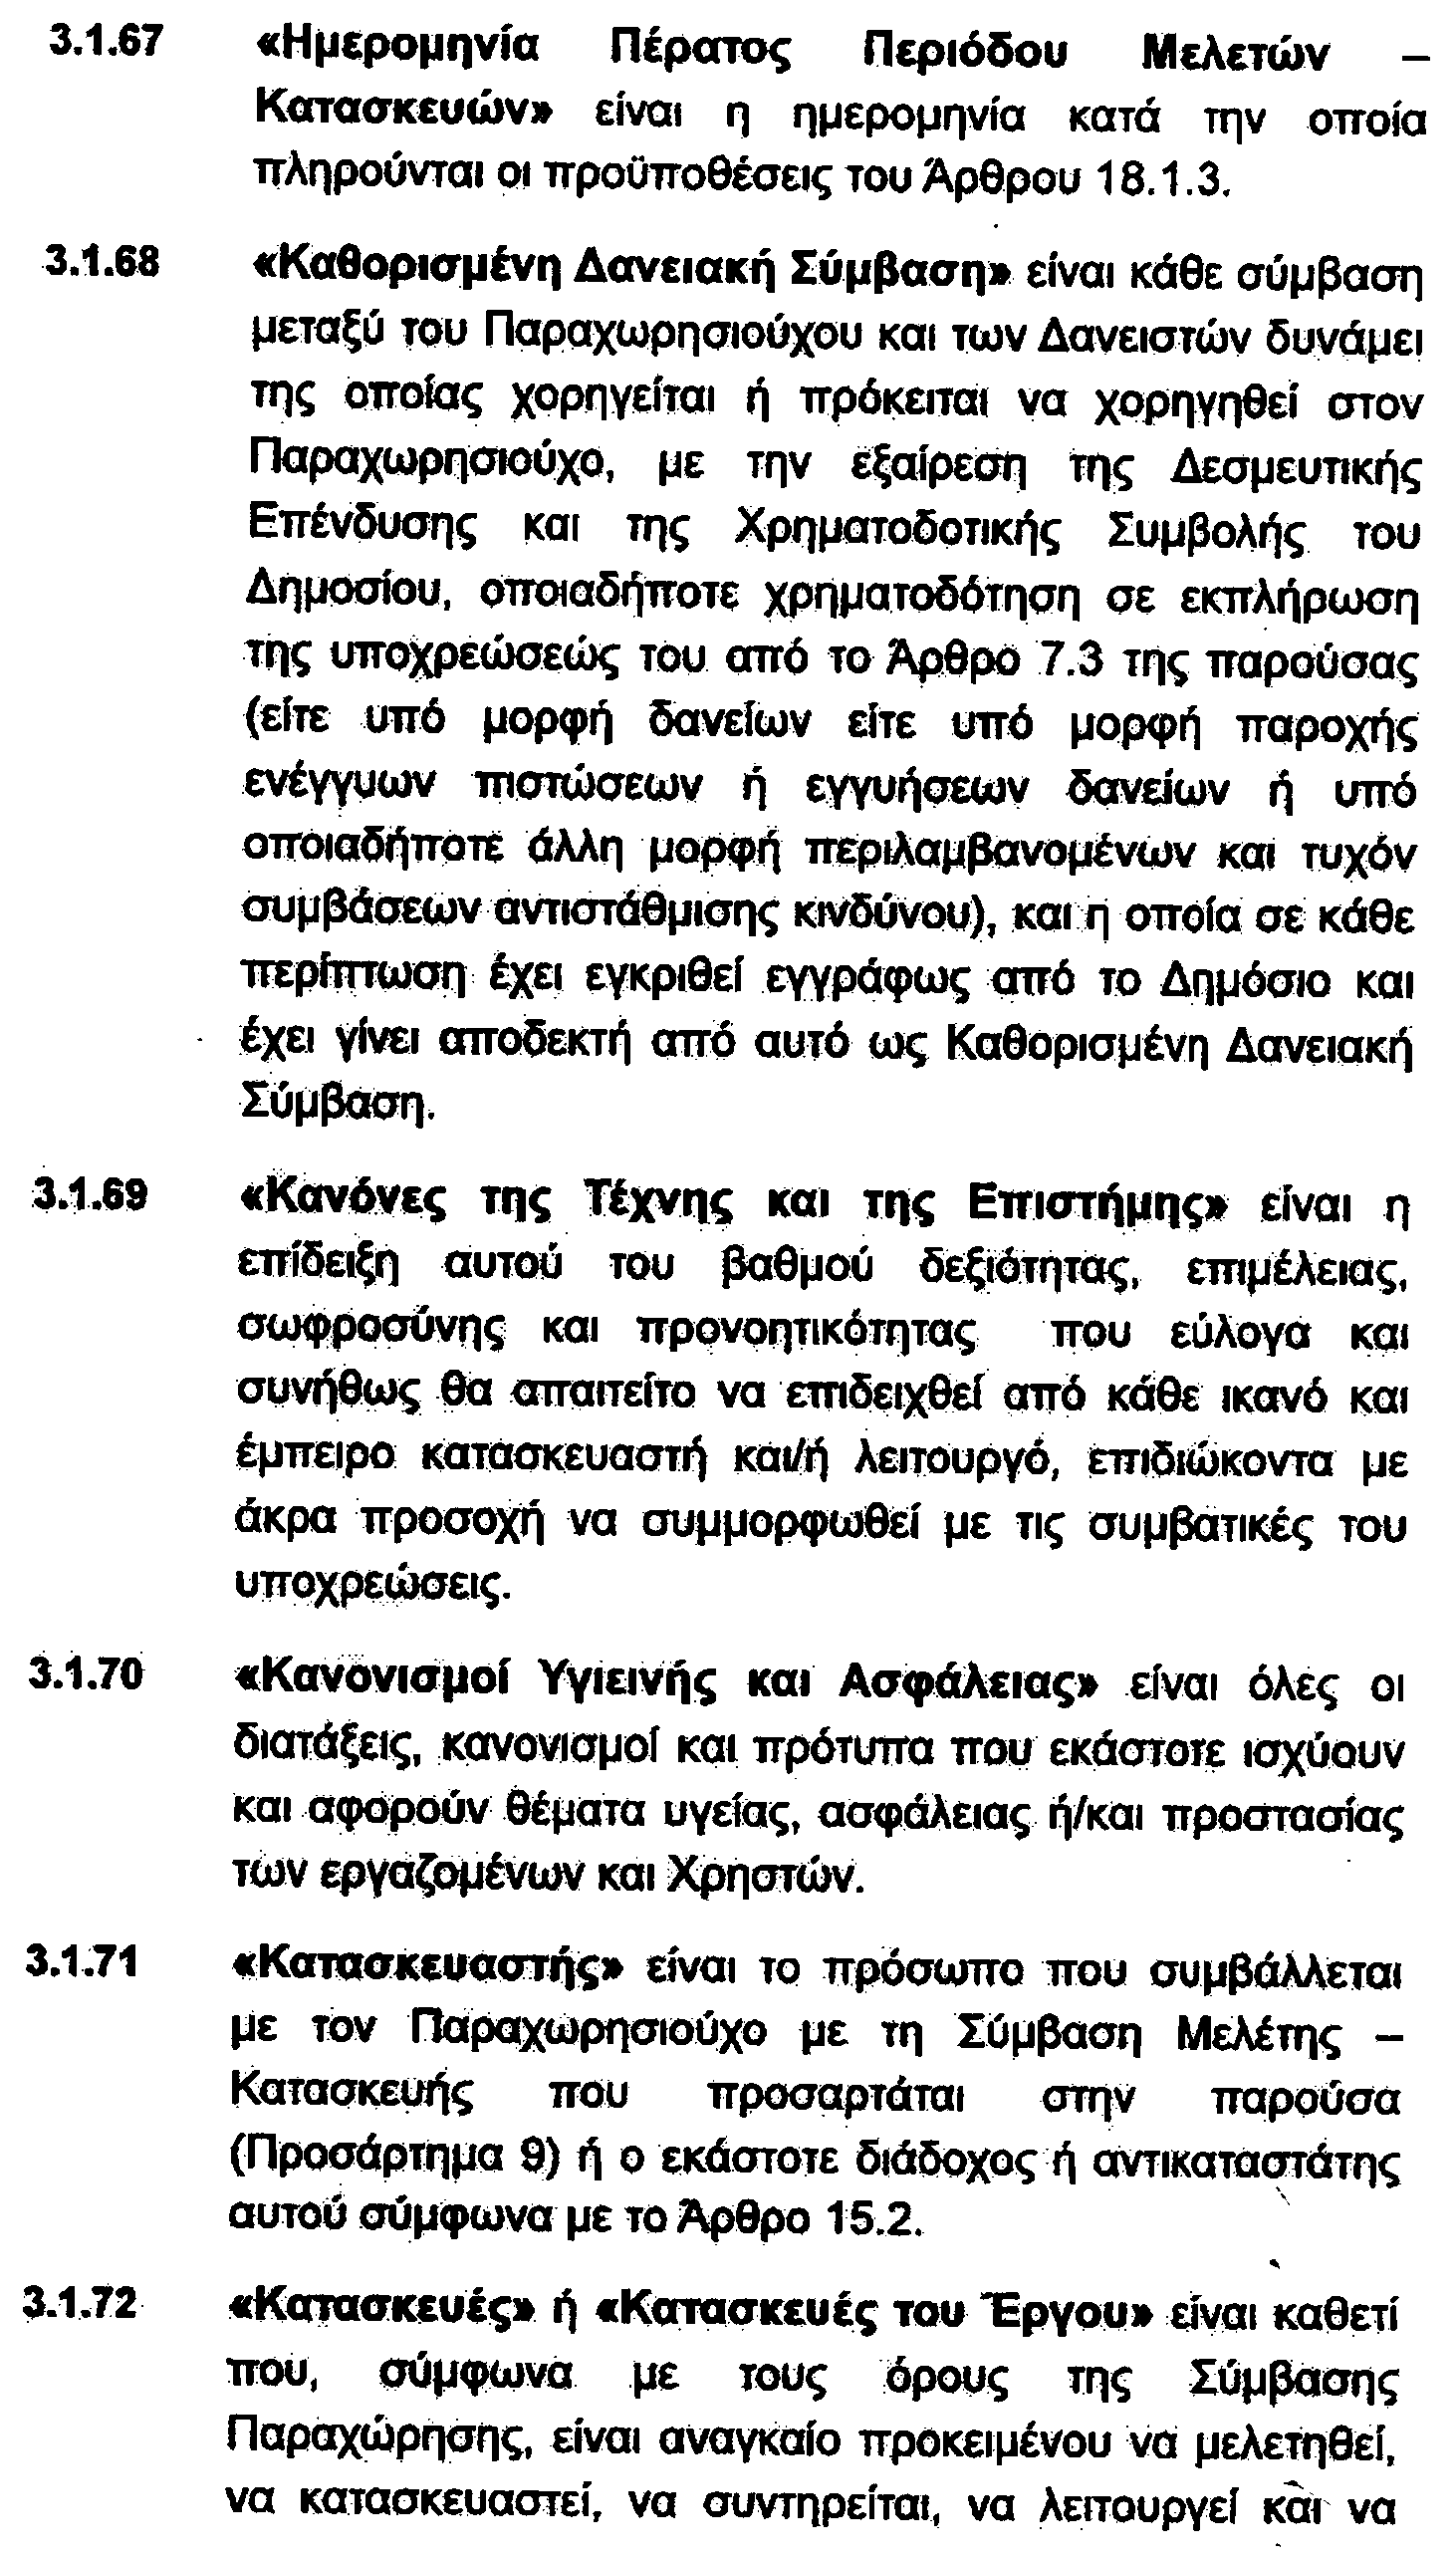 3.1.67 «Ημερομηνία Πέρατος Περιόδου Μελετών –
Κατασκευών» είναι η ημερομηνία κατά την οποία
πληρούνται οι προϋποθέσεις του Άρθρου 18.1.3.
3.1.68 «Καθορισμένη Δανειακή Σύμβαση» είναι κάθε σύμβαση
μεταξύ του Παραχωρησιούχου και των Δανειστών δυνάμει
της οποίας χορηγείται ή πρόκειται να χορηγηθεί στον
Παραχωρησιούχο, με την εξαίρεση της Δεσμευτικής
Επένδυσης και της Χρηματοδοτικής Συμβολής του
Δημοσίου, οποιαδήποτε χρηματοδότηση σε εκπλήρωση
της υποχρεώσεώς του από το Άρθρο 7.3 της παρούσας
(είτε υπό μορφή δανείων είτε υπό μορφή παροχής
ενέγγυων πιστώσεων ή εγγυήσεων δανείων ή υπό
οποιαδήποτε άλλη μορφή περιλαμβανομένων και τυχόν
συμβάσεων αντιστάθμισης κινδύνου), και η οποία σε κάθε
περίπτωση έχει εγκριθεί εγγράφως από το Δημόσιο και
έχει γίνει αποδεκτή από αυτό ως Καθορισμένη Δανειακή
Σύμβαση.
3.1.69 «Κανόνες της Τέχνης και της Επιστήμης» είναι η
επίδειξη αυτού του βαθμού δεξιότητας, επιμέλειας,
σωφροσύνης και προνοητικότητας που εύλογα και
συνήθως θα απαιτείτο να επιδειχθεί από κάθε ικανό και
έμπειρο κατασκευαστή και/ή λειτουργό, επιδιώκοντα με
άκρα προσοχή να συμμορφωθεί με τις συμβατικές του
υποχρεώσεις.
3.1.70 «Κανονισμοί Υγιεινής και Ασφάλειας» είναι όλες οι
διατάξεις, κανονισμοί και πρότυπα που εκάστοτε ισχύουν
και αφορούν θέματα υγείας, ασφάλειας ή/και προστασίας
των εργαζομένων και Χρηστών.
3.1.71 «Κατασκευαστής» είναι το πρόσωπο που συμβάλλεται
με τον Παραχωρησιούχο με τη Σύμβαση Μελέτης –
Κατασκευής που προσαρτάται στην παρούσα
(Προσάρτημα 9) ή ο εκάστοτε διάδοχος ή αντικαταστάτης
αυτού σύμφωνα με το Άρθρο 15.2.
3.1.72 «Κατασκευές» ή «Κατασκευές του Έργου» είναι καθετί
που, σύμφωνα με τους όρους της Σύμβασης
Παραχώρησης, είναι αναγκαίο προκειμένου να μελετηθεί,
να κατασκευαστεί, να συντηρείται, να λειτουργεί και να